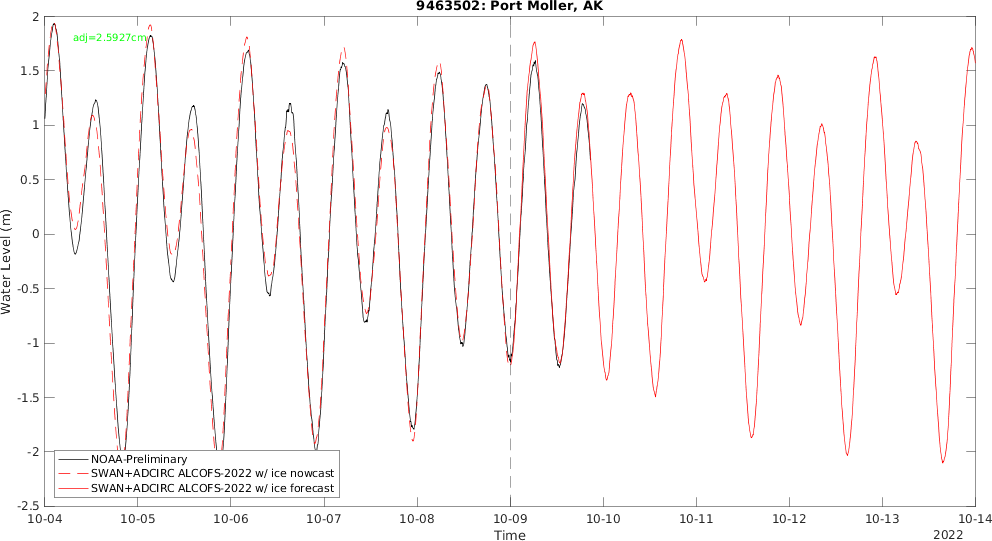 9463502: Port Moller, AK
adj=2.5927cm
2
1.5
1
0.5
0
-0.5
-1
-1.5
-2
-2.5
Water Level (m)
NOAA-Preliminary
SWAN+ADCIRC ALCOFS-2022 w/ ice nowcast
SWAN+ADCIRC ALCOFS-2022 w/ ice forecast
10-04 10-05 10-06 10-07 10-08 10-09 10-10 10-11 10-12 10-13 10-14
Time
2022